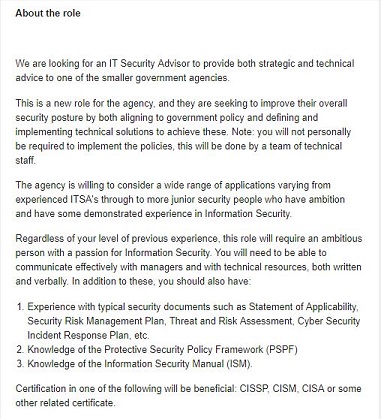 About the role
We are looking for an IT Security Advisor to provide both strategic and technical
advice to one of the smaller government agencies.
This is a new role for the agency, and they are seeking to improve their overall
security posture by both aligning to government policy and defining and
implementing technical solutions to achieve these. Note: you will not personally
be required to implement the policies, this will be done by a team of technical
staff.
The agency is willing to consider a wide range of applications varying from
experienced ITSA's through to more junior security people who have ambition
and have some demonstrated experience in Information Security.
Regardless of your level of previous experience, this role will require an ambitious
person with a passion for Information Security. You will need to be able to
communicate effectively with managers and with technical resources, both written
and verbally. In addition to these, you should also have:
1. Experience with typical security documents such as Statement of Applicability,
Security Risk Management Plan, Threat and Risk Assessment, Cyber Security
Incident Response Plan, etc.
2. Knowledge of the Protective Security Policy Framework (PSPF)
3. Knowledge of the Information Security Manual (ISM).
Certification in one of the following will be beneficial: CISSP, CISM, CISA or some
other related certificate.